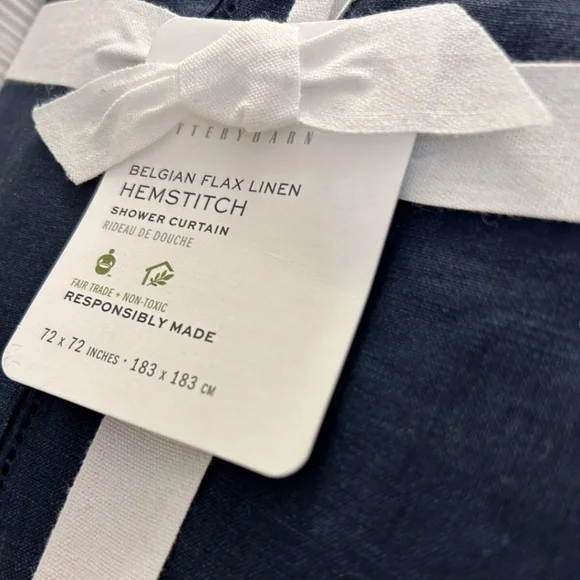 TTERYBARN
BELGIAN FLAX LINEN
HEMSTITCH
SHOWER CURTAIN
RIDEAU DE DOUCHE
FAIR TRADE + NON-TOXIC
RESPONSIBLY MADE
72 x 72 INCHES · 183 x 183 CM